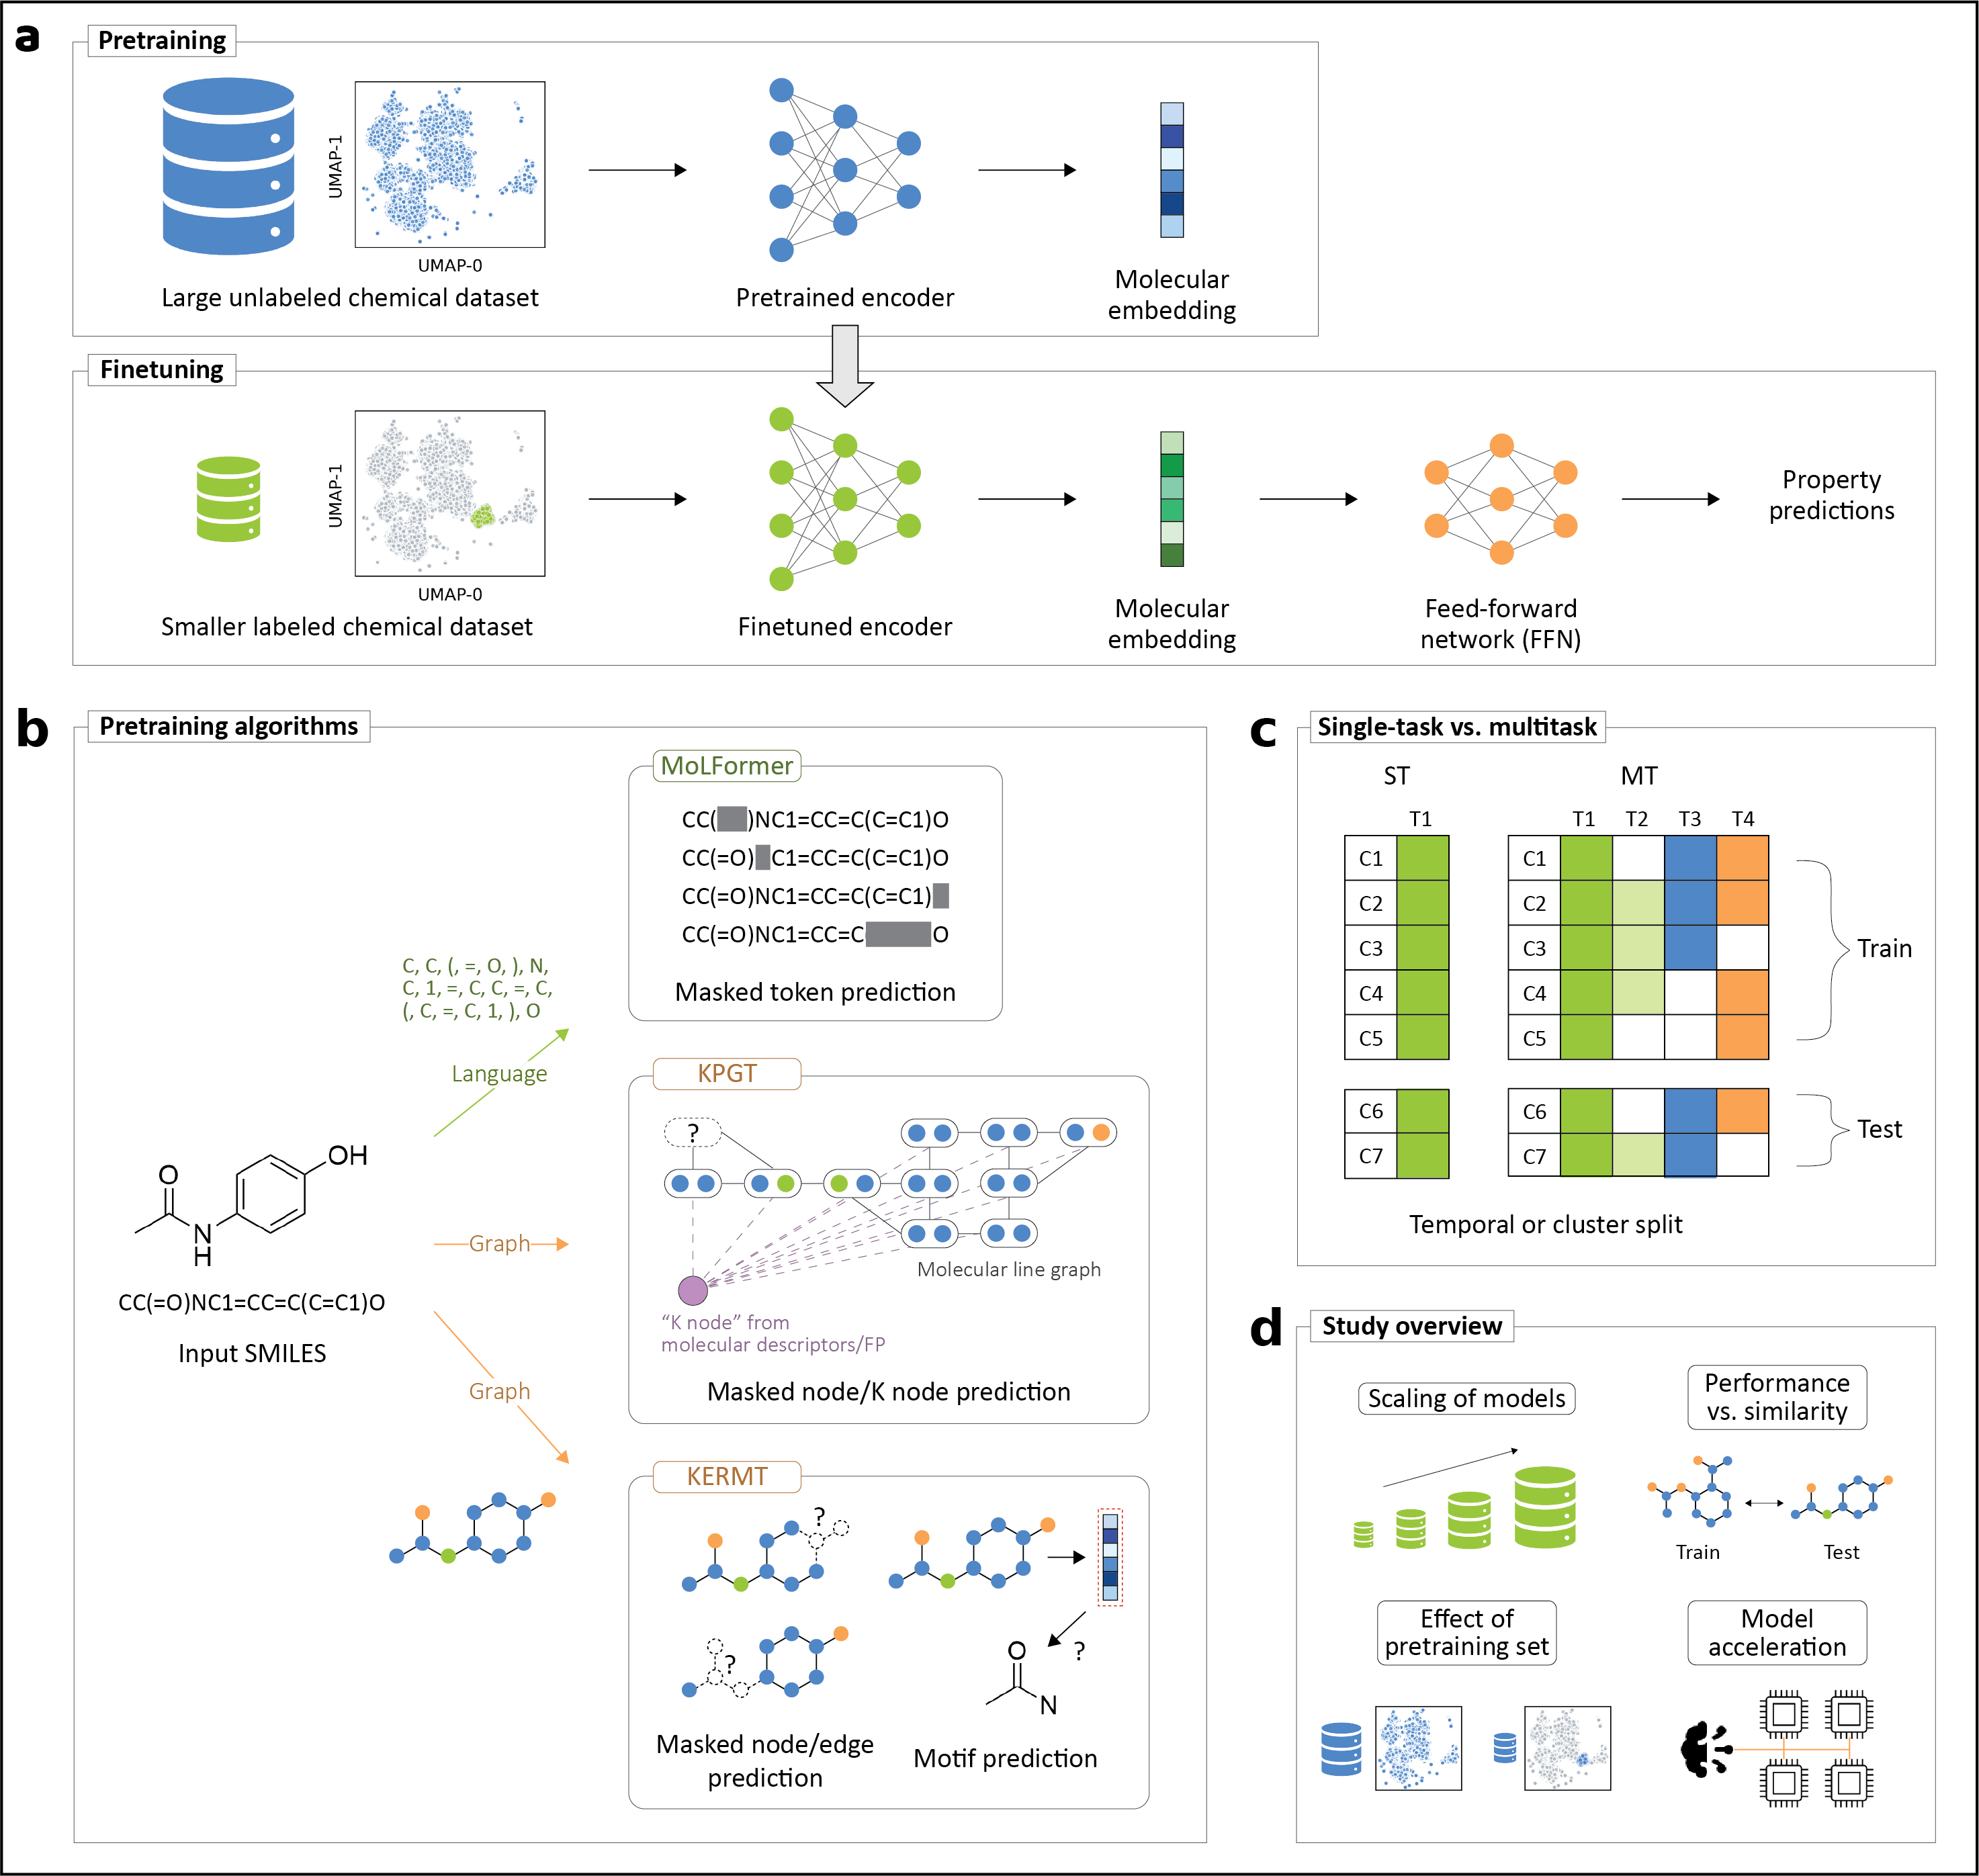 a
Pretraining
UMAP-1
UMAP-0
Large unlabeled chemical dataset
Pretrained encoder
Molecular
embedding
Finetuning
UMAP-1
UMAP-0
Smaller labeled chemical dataset
Finetuned encoder
Molecular
embedding
Feed-forward
network (FFN)
Property
predictions
b
Pretraining algorithms
O
N
H
OH
CC(=O)NC1=CC=C(C=C1)O
Input SMILES
C, C, (, =, O, ), N,
C, 1, =, C, C, =, C,
(, C, =, C, 1, ), O
Language
Graph
Graph
MoLFormer
CC( )NC1=CC=C(C=C1)O
CC(=O) C1=CC=C(C=C1)O
CC(=O)NC1=CC=C(C=C1)
CC(=O)NC1=CC=C O
Masked token prediction
KPGT
?
Molecular line graph
“K node” from
molecular descriptors/FP
Masked node/K node prediction
KERMT
?
?
Masked node/edge
prediction
?
O
N
Motif prediction
c
Single-task vs. multitask
ST
MT
T1
T1 T2 T3 T4
C1 C1
C2 C2
C3 C3
C4 C4
C5 C5
Train
C6 C6
C7 C7
Test
Temporal or cluster split
d
Study overview
Scaling of models
Performance
vs. similarity
Train
Test
Effect of
pretraining set
Model
acceleration